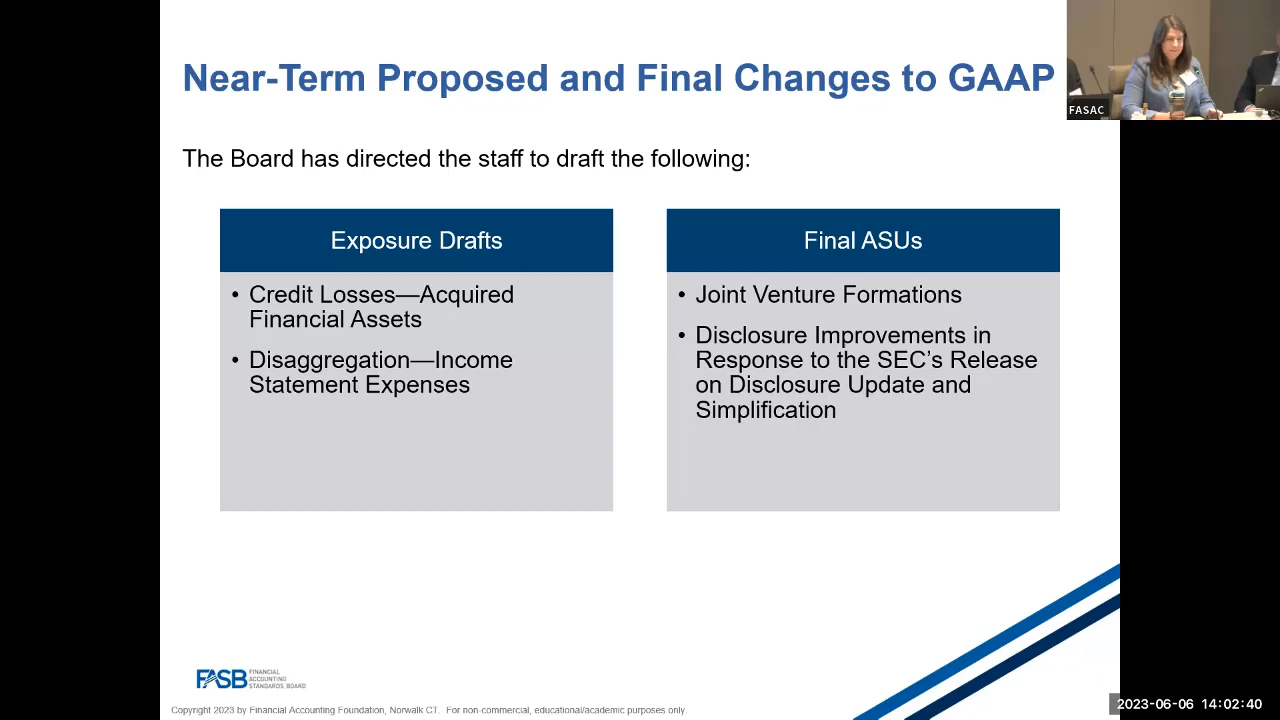 Near-Term Proposed and Final Changes to GAAP
FASAC
The Board has directed the staff to draft the following:
Exposure Drafts
• Credit Losses—Acquired
Financial Assets
• Disaggregation—Income
Statement Expenses
Final ASUs
• Joint Venture Formations
• Disclosure Improvements in
Response to the SEC’s Release
on Disclosure Update and
Simplification
FASB
FINANCIAL
ACCOUNTING
STANDARDS BOARD
Copyright 2023 by Financial Accounting Foundation, Norwalk CT. For non-commercial, educational/academic purposes only.
2023-06-06 14:02:40